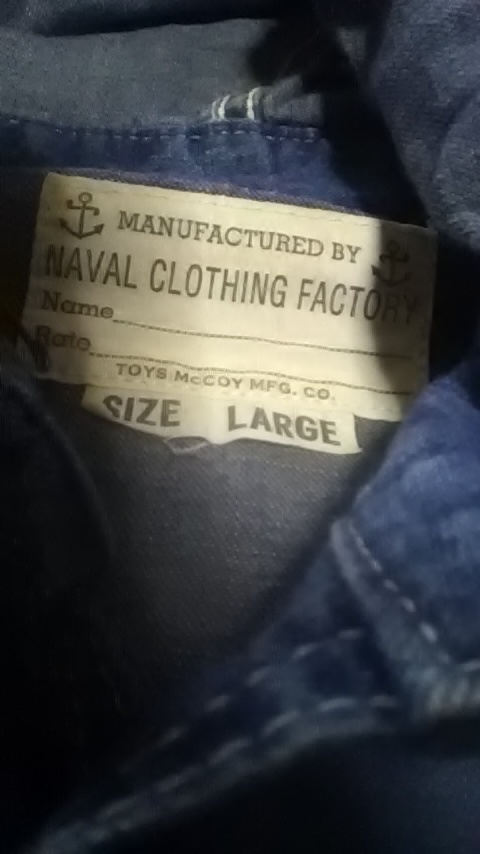 MANUFACTURED BY
NAVAL CLOTHING FACTORY
Name
Rate
TOYS McCOY MFG. CO.
SIZE LARGE